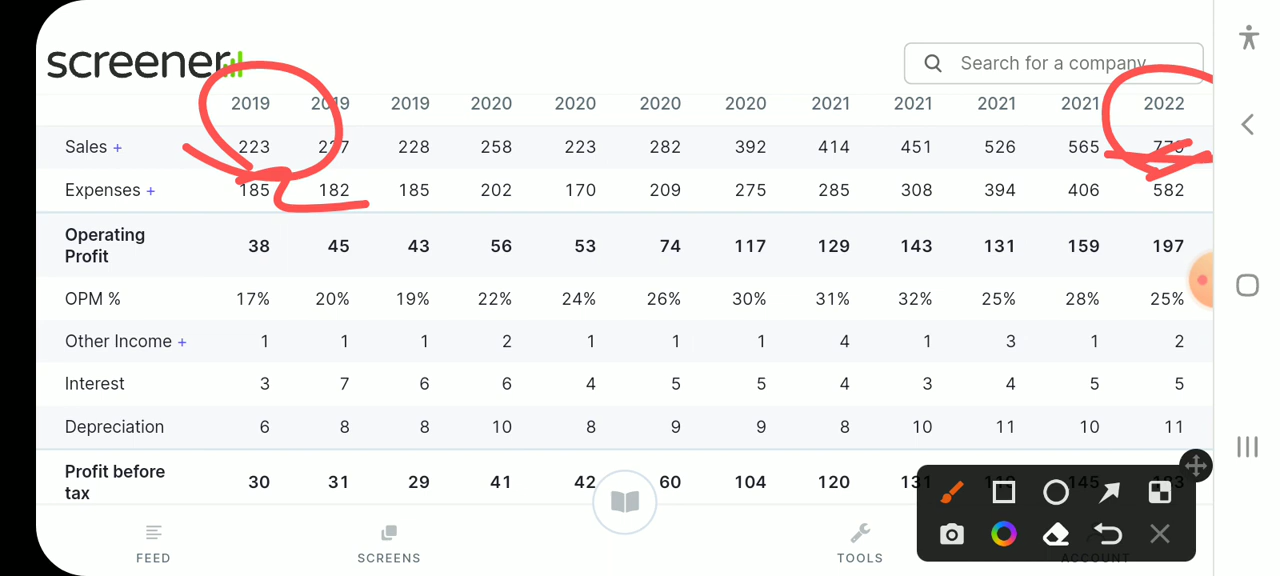 screener
Search for a company
2019 2019 2019 2020 2020 2020 2020 2021 2021 2021 2021 2022
Sales + 223 227 228 258 223 282 392 414 451 526 565 779
Expenses + 185 182 185 202 170 209 275 285 308 394 406 582
Operating
Profit 38 45 43 56 53 74 117 129 143 131 159 197
OPM % 17% 20% 19% 22% 24% 26% 30% 31% 32% 25% 28% 25%
Other Income + 1 1 1 2 1 1 1 4 1 3 1 2
Interest 3 7 6 6 4 5 5 4 3 4 5 5
Depreciation 6 8 8 10 8 9 9 8 10 11 10 11
Profit before
tax 30 31 29 41 42 60 104 120 131 145
FEED SCREENS TOOLS ACCOUNT